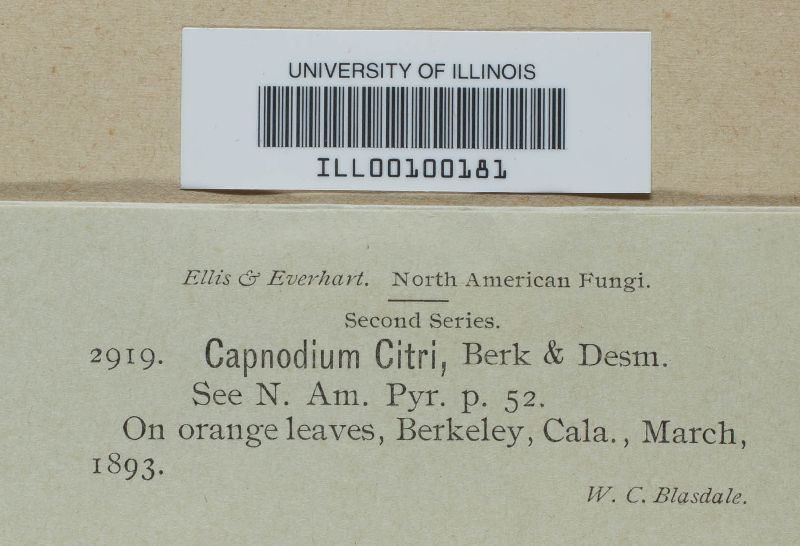 UNIVERSITY OF ILLINOIS
ILL00100181
Ellis & Everhart. North American Fungi.
Second Series.
2919. Capnodium Citri, Berk & Desm.
See N. Am. Pyr. p. 52.
On orange leaves, Berkeley, Cala., March,
1893.
W. C. Blasdale.